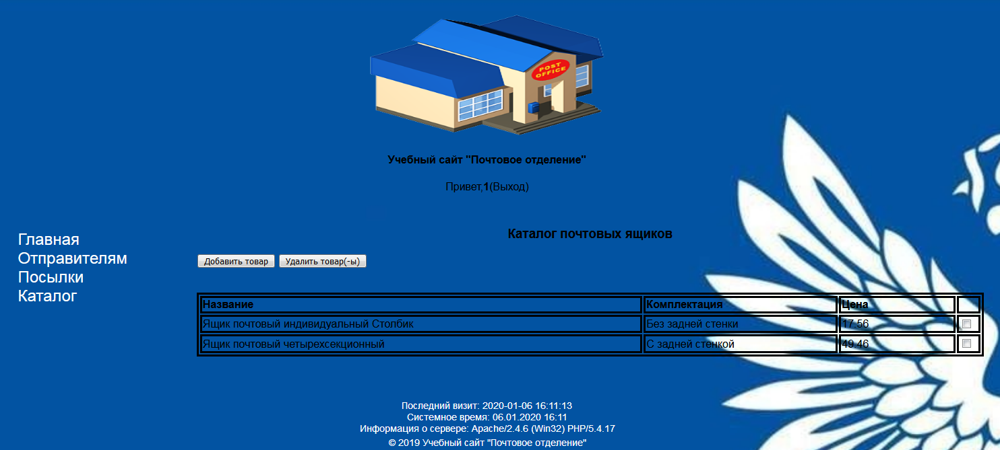 POST
OFFICE
Учебный сайт "Почтовое отделение"
Привет,1(Выход)
Главная
Отправителям
Посылки
Каталог
Каталог почтовых ящиков
Добавить товар Удалить товар(-ы)
Название Комплектация Цена
Ящик почтовый индивидуальный Столбик Без задней стенки 17.56
Ящик почтовый четырехсекционный С задней стенкой 49.46
Последний визит: 2020-01-06 16:11:13
Системное время: 06.01.2020 16:11
Информация о сервере: Apache/2.4.6 (Win32) PHP/5.4.17
© 2019 Учебный сайт "Почтовое отделение"